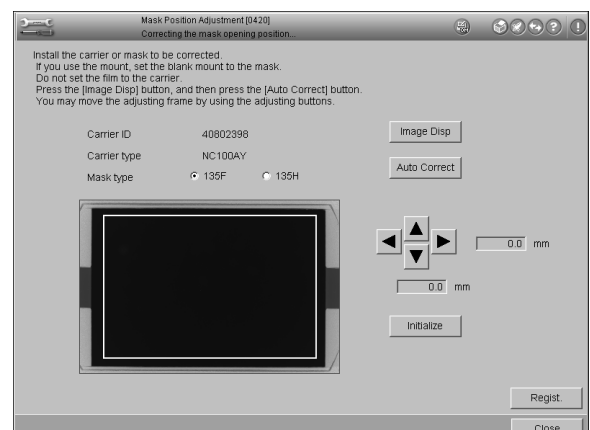 Mask Position Adjustment [0420]
Correcting the mask opening position...
Install the carrier or mask to be corrected.
If you use the mount, set the blank mount to the mask.
Do not set the film to the carrier.
Press the [Image Disp] button, and then press the [Auto Correct] button.
You may move the adjusting frame by using the adjusting buttons.
Carrier ID 40802398
Image Disp
Carrier type NC100AY
Auto Correct
Mask type 135F 135H
0.0 mm
0.0 mm
Initialize
Regist.
Close